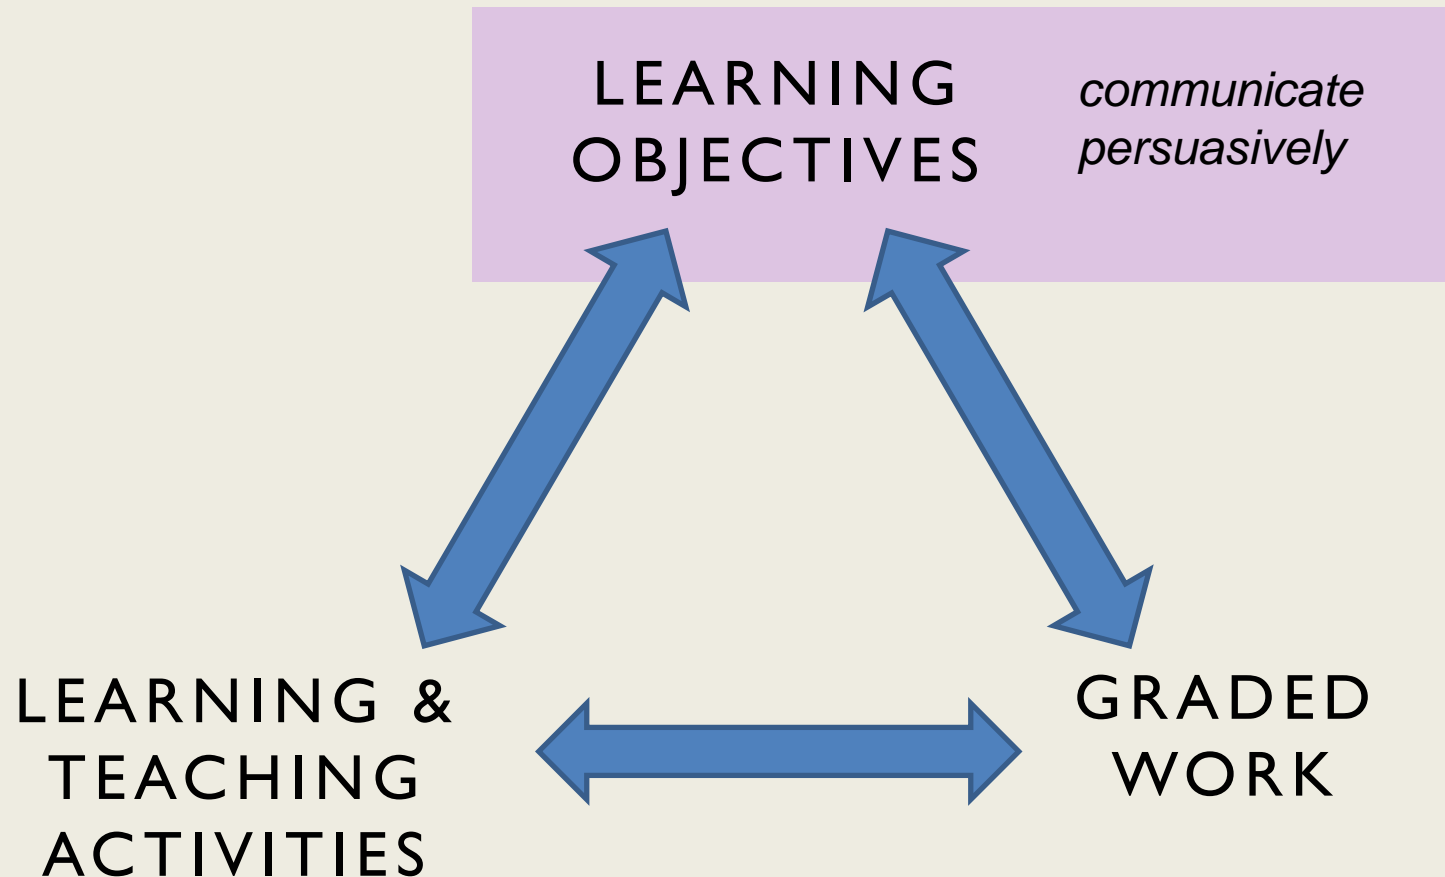 LEARNING
OBJECTIVES
communicate
persuasively
LEARNING &
TEACHING
ACTIVITIES
GRADED
WORK